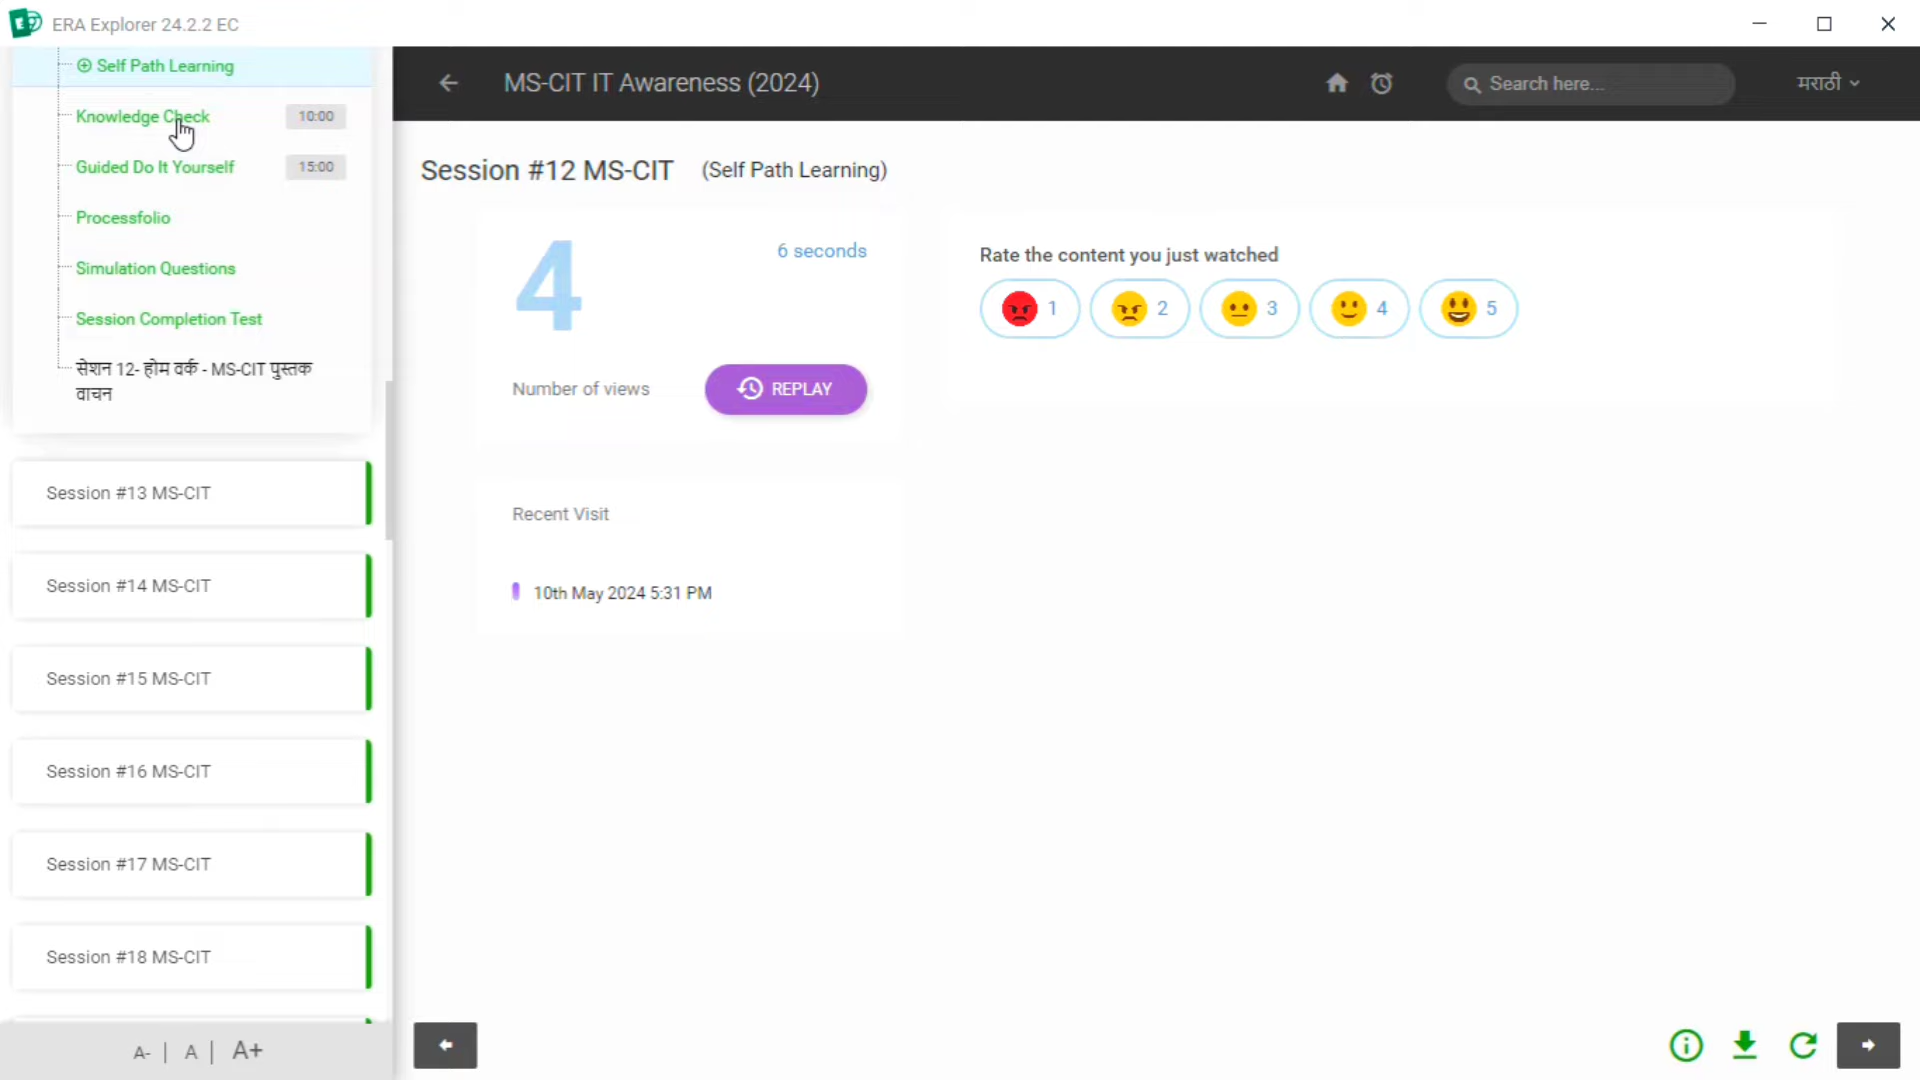 ERA Explorer 24.2.2 EC
Self Path Learning
Knowledge Check 10:00
Guided Do It Yourself 15:00
Processfolio
Simulation Questions
Session Completion Test
सेशन 12- होम वर्क - MS-CIT पुस्तक
वाचन
Session #13 MS-CIT
Session #14 MS-CIT
Session #15 MS-CIT
Session #16 MS-CIT
Session #17 MS-CIT
Session #18 MS-CIT
A- | A | A+
MS-CIT IT Awareness (2024)
Search here...
मराठी
Session #12 MS-CIT (Self Path Learning)
4
6 seconds
Number of views
REPLAY
Rate the content you just watched
1 2 3 4 5
Recent Visit
10th May 2024 5:31 PM